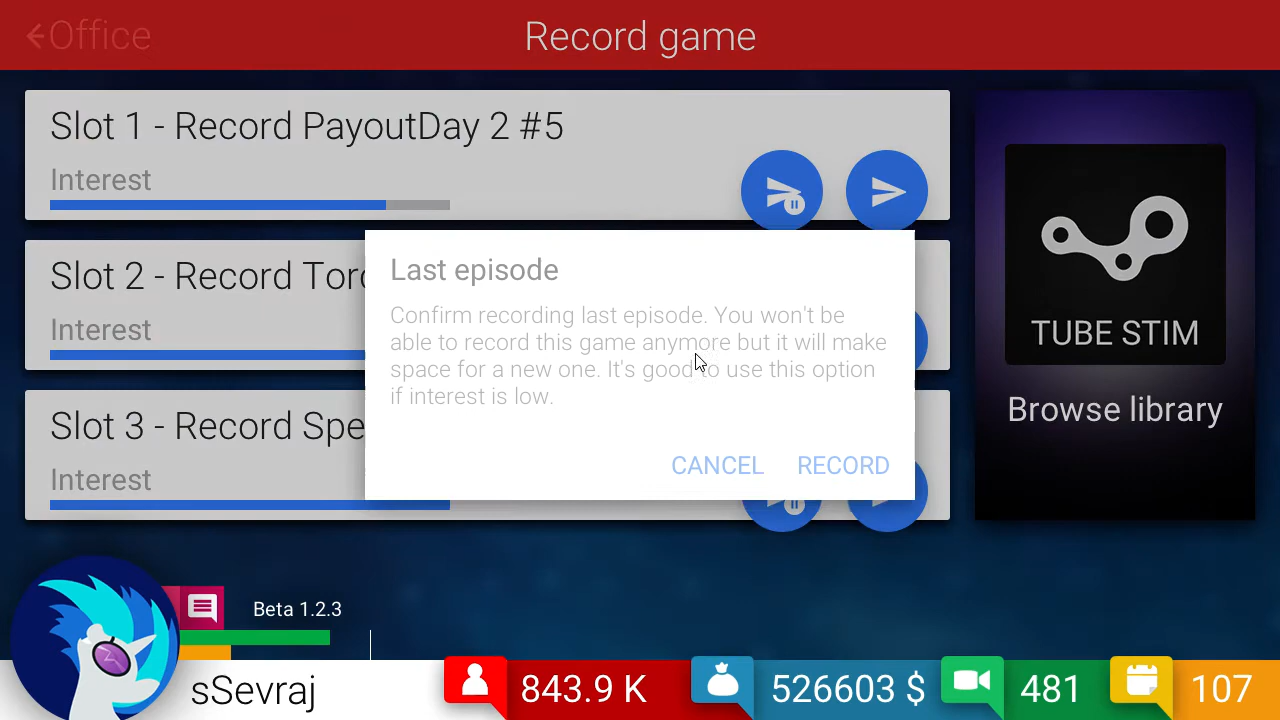 Office
Record game
Slot 1 - Record PayoutDay 2 #5
Interest
Slot 2 - Record Torc
Interest
Slot 3 - Record Spe
Interest
Last episode
Confirm recording last episode. You won't be
able to record this game anymore but it will make
space for a new one. It's good to use this option
if interest is low.
CANCEL RECORD
TUBE STIM
Browse library
Beta 1.2.3
sSevraj
843.9 K
526603 $
481
107